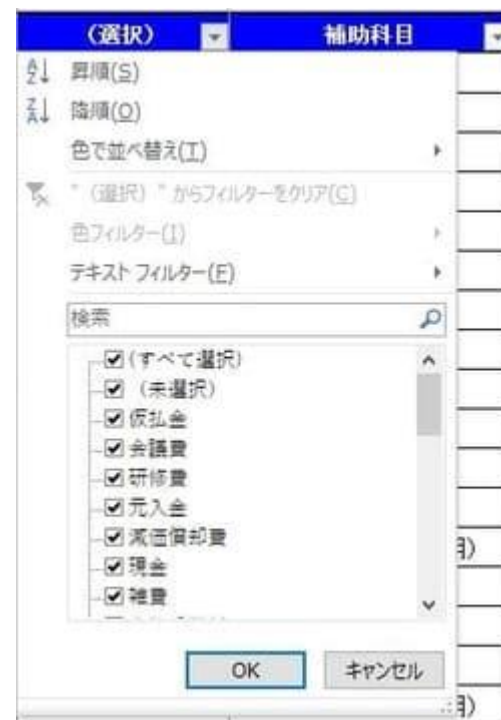 （選択） 補助科目
昇順(S)
降順(O)
色で並べ替え(T)
"（選択）"からフィルターをクリア(C)
色フィルター(I)
テキスト フィルター(F)
検索
(すべて選択)
（未選択）
仮払金
会議費
研修費
元入金
減価償却費
現金
雑費
OK キャンセル